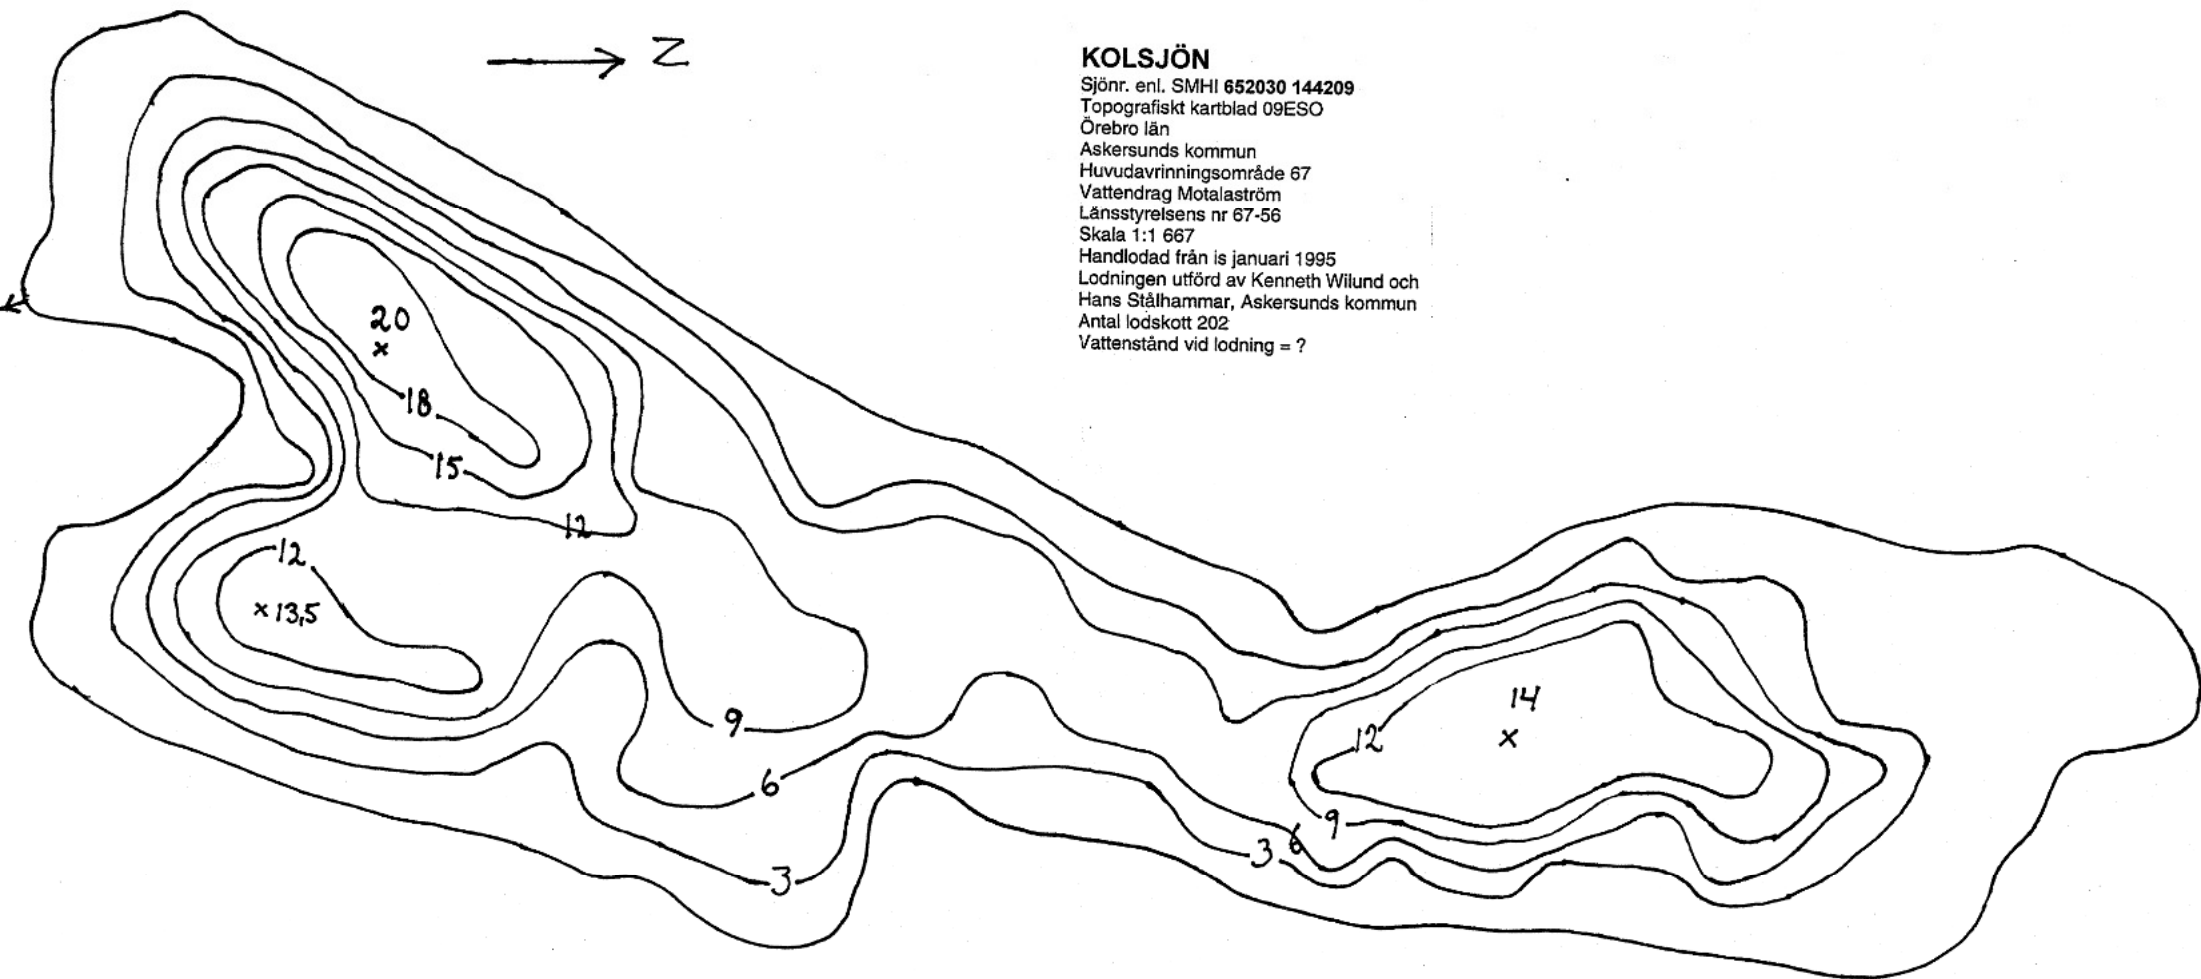 Z
KOLSJÖN
Sjönr. enl. SMHI 652030 144209
Topografiskt kartblad 09ESO
Örebro län
Askersunds kommun
Huvudavrinningsområde 67
Vattendrag Motalaström
Länsstyrelsens nr 67-56
Skala 1:1 667
Handlodad från is januari 1995
Lodningen utförd av Kenneth Wilund och
Hans Stålhammar, Askersunds kommun
Antal lodskott 202
Vattenstånd vid lodning = ?
20
x
18
15
12
12
x 13,5
9
6
3
14
x
12
9
6
3